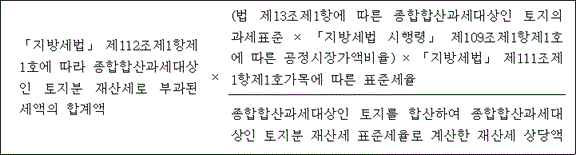 「지방세법」 제112조제1항제
1호에 따라 종합합산과세대상
인 토지분 재산세로 부과된
세액의 합계액
×
(법 제13조제1항에 따른 종합합산과세대상인 토지의
과세표준 × 「지방세법 시행령」 제109조제1항제1호
에 따른 공정시장가액비율) × 「지방세법」 제111조제
1항제1호가목에 따른 표준세율
종합합산과세대상인 토지를 합산하여 종합합산과세대
상인 토지분 재산세 표준세율로 계산한 재산세 상당액